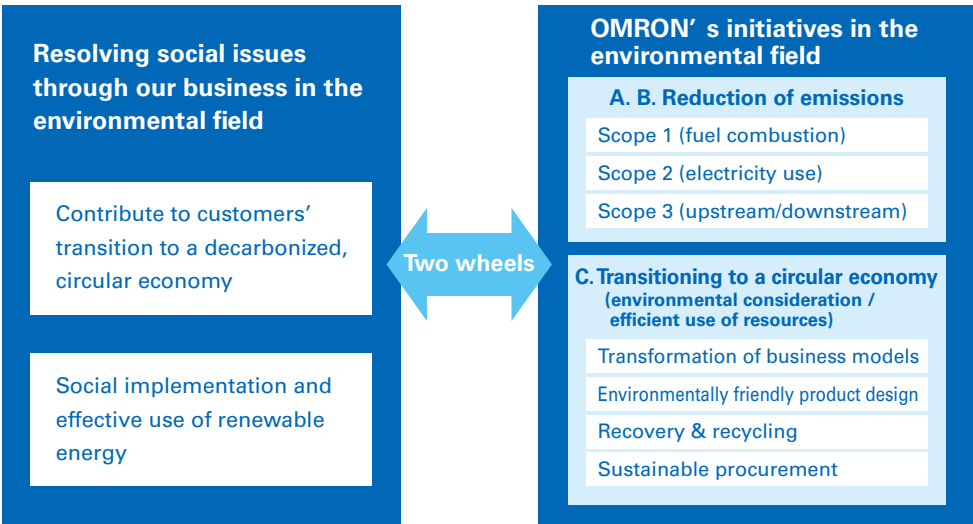 Resolving social issues
through our business in the
environmental field
Contribute to customers’
transition to a decarbonized,
circular economy
Social implementation and
effective use of renewable
energy
Two wheels
OMRON’ s initiatives in the
environmental field
A. B. Reduction of emissions
Scope 1 (fuel combustion)
Scope 2 (electricity use)
Scope 3 (upstream/downstream)
C. Transitioning to a circular economy
(environmental consideration /
efficient use of resources)
Transformation of business models
Environmentally friendly product design
Recovery & recycling
Sustainable procurement